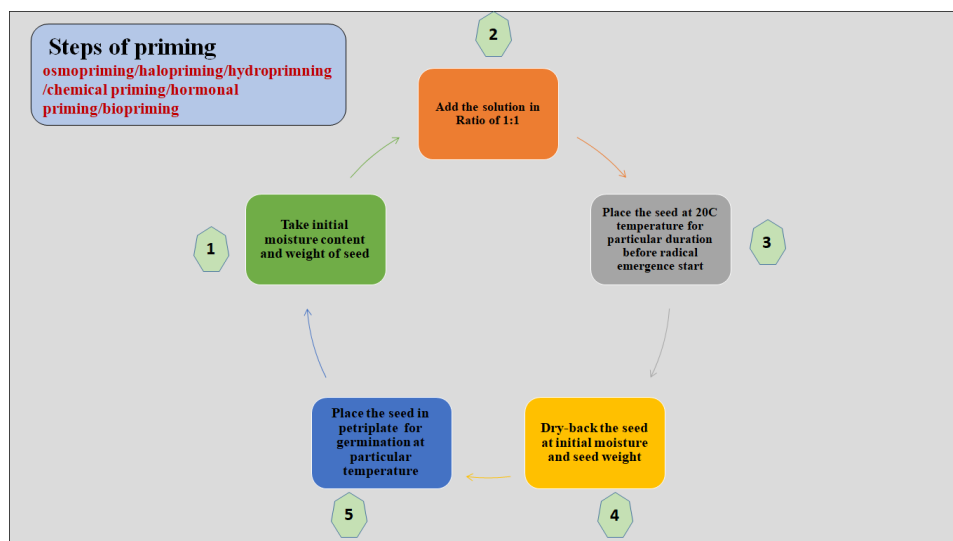 Steps of priming
osmopriming/halopriming/hydroprimning
/chemical priming/hormonal
priming/biopriming
2
Add the solution in
Ratio of 1:1
1
Take initial
moisture content
and weight of seed
Place the seed at 20C
temperature for
particular duration
before radical
emergence start
3
Dry-back the seed
at initial moisture
and seed weight
4
Place the seed in
petriplate for
germination at
particular
temperature
5